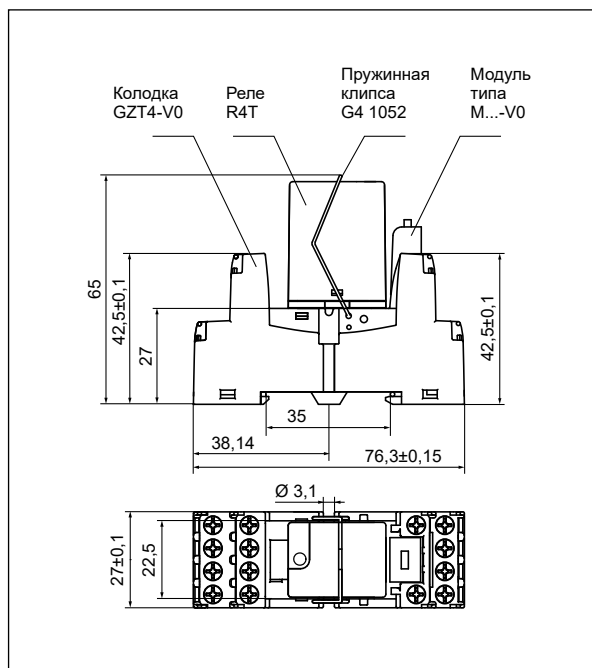 Колодка
GZT4-V0
Реле
R4T
Пружинная
клипса
G4 1052
Модуль
типа
M...-V0
65
42,5±0,1
27
42,5±0,1
35
38,14
76,3±0,15
Ø 3,1
27±0,1
22,5